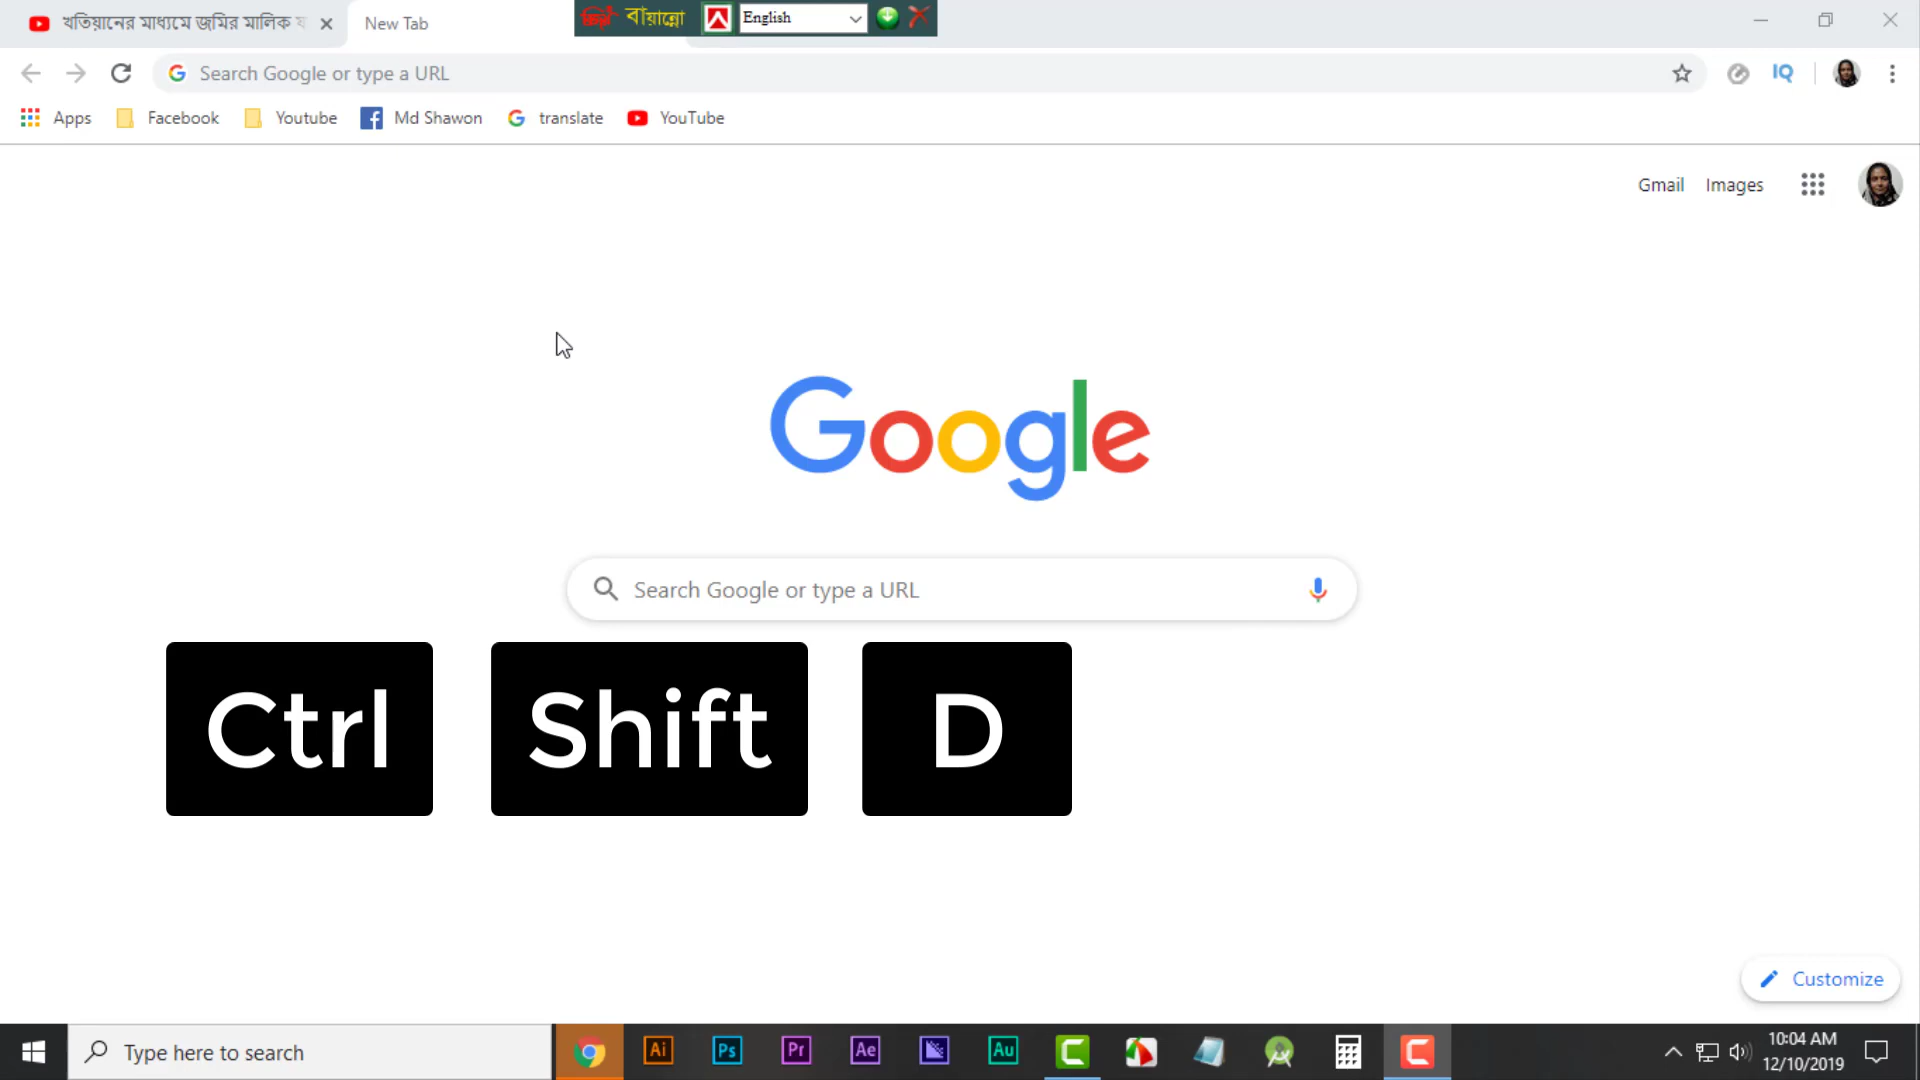 খতিয়ানের মাধ্যমে জমির মালিক
New Tab
বায়ান্নো
English
Search Google or type a URL
IQ
Apps
Facebook
Youtube
Md Shawon
translate
YouTube
Gmail
Images
Google
Search Google or type a URL
Ctrl
Shift
D
Customize
Type here to search
Ai
Ps
Pr
Ae
Au
10:04 AM
12/10/2019